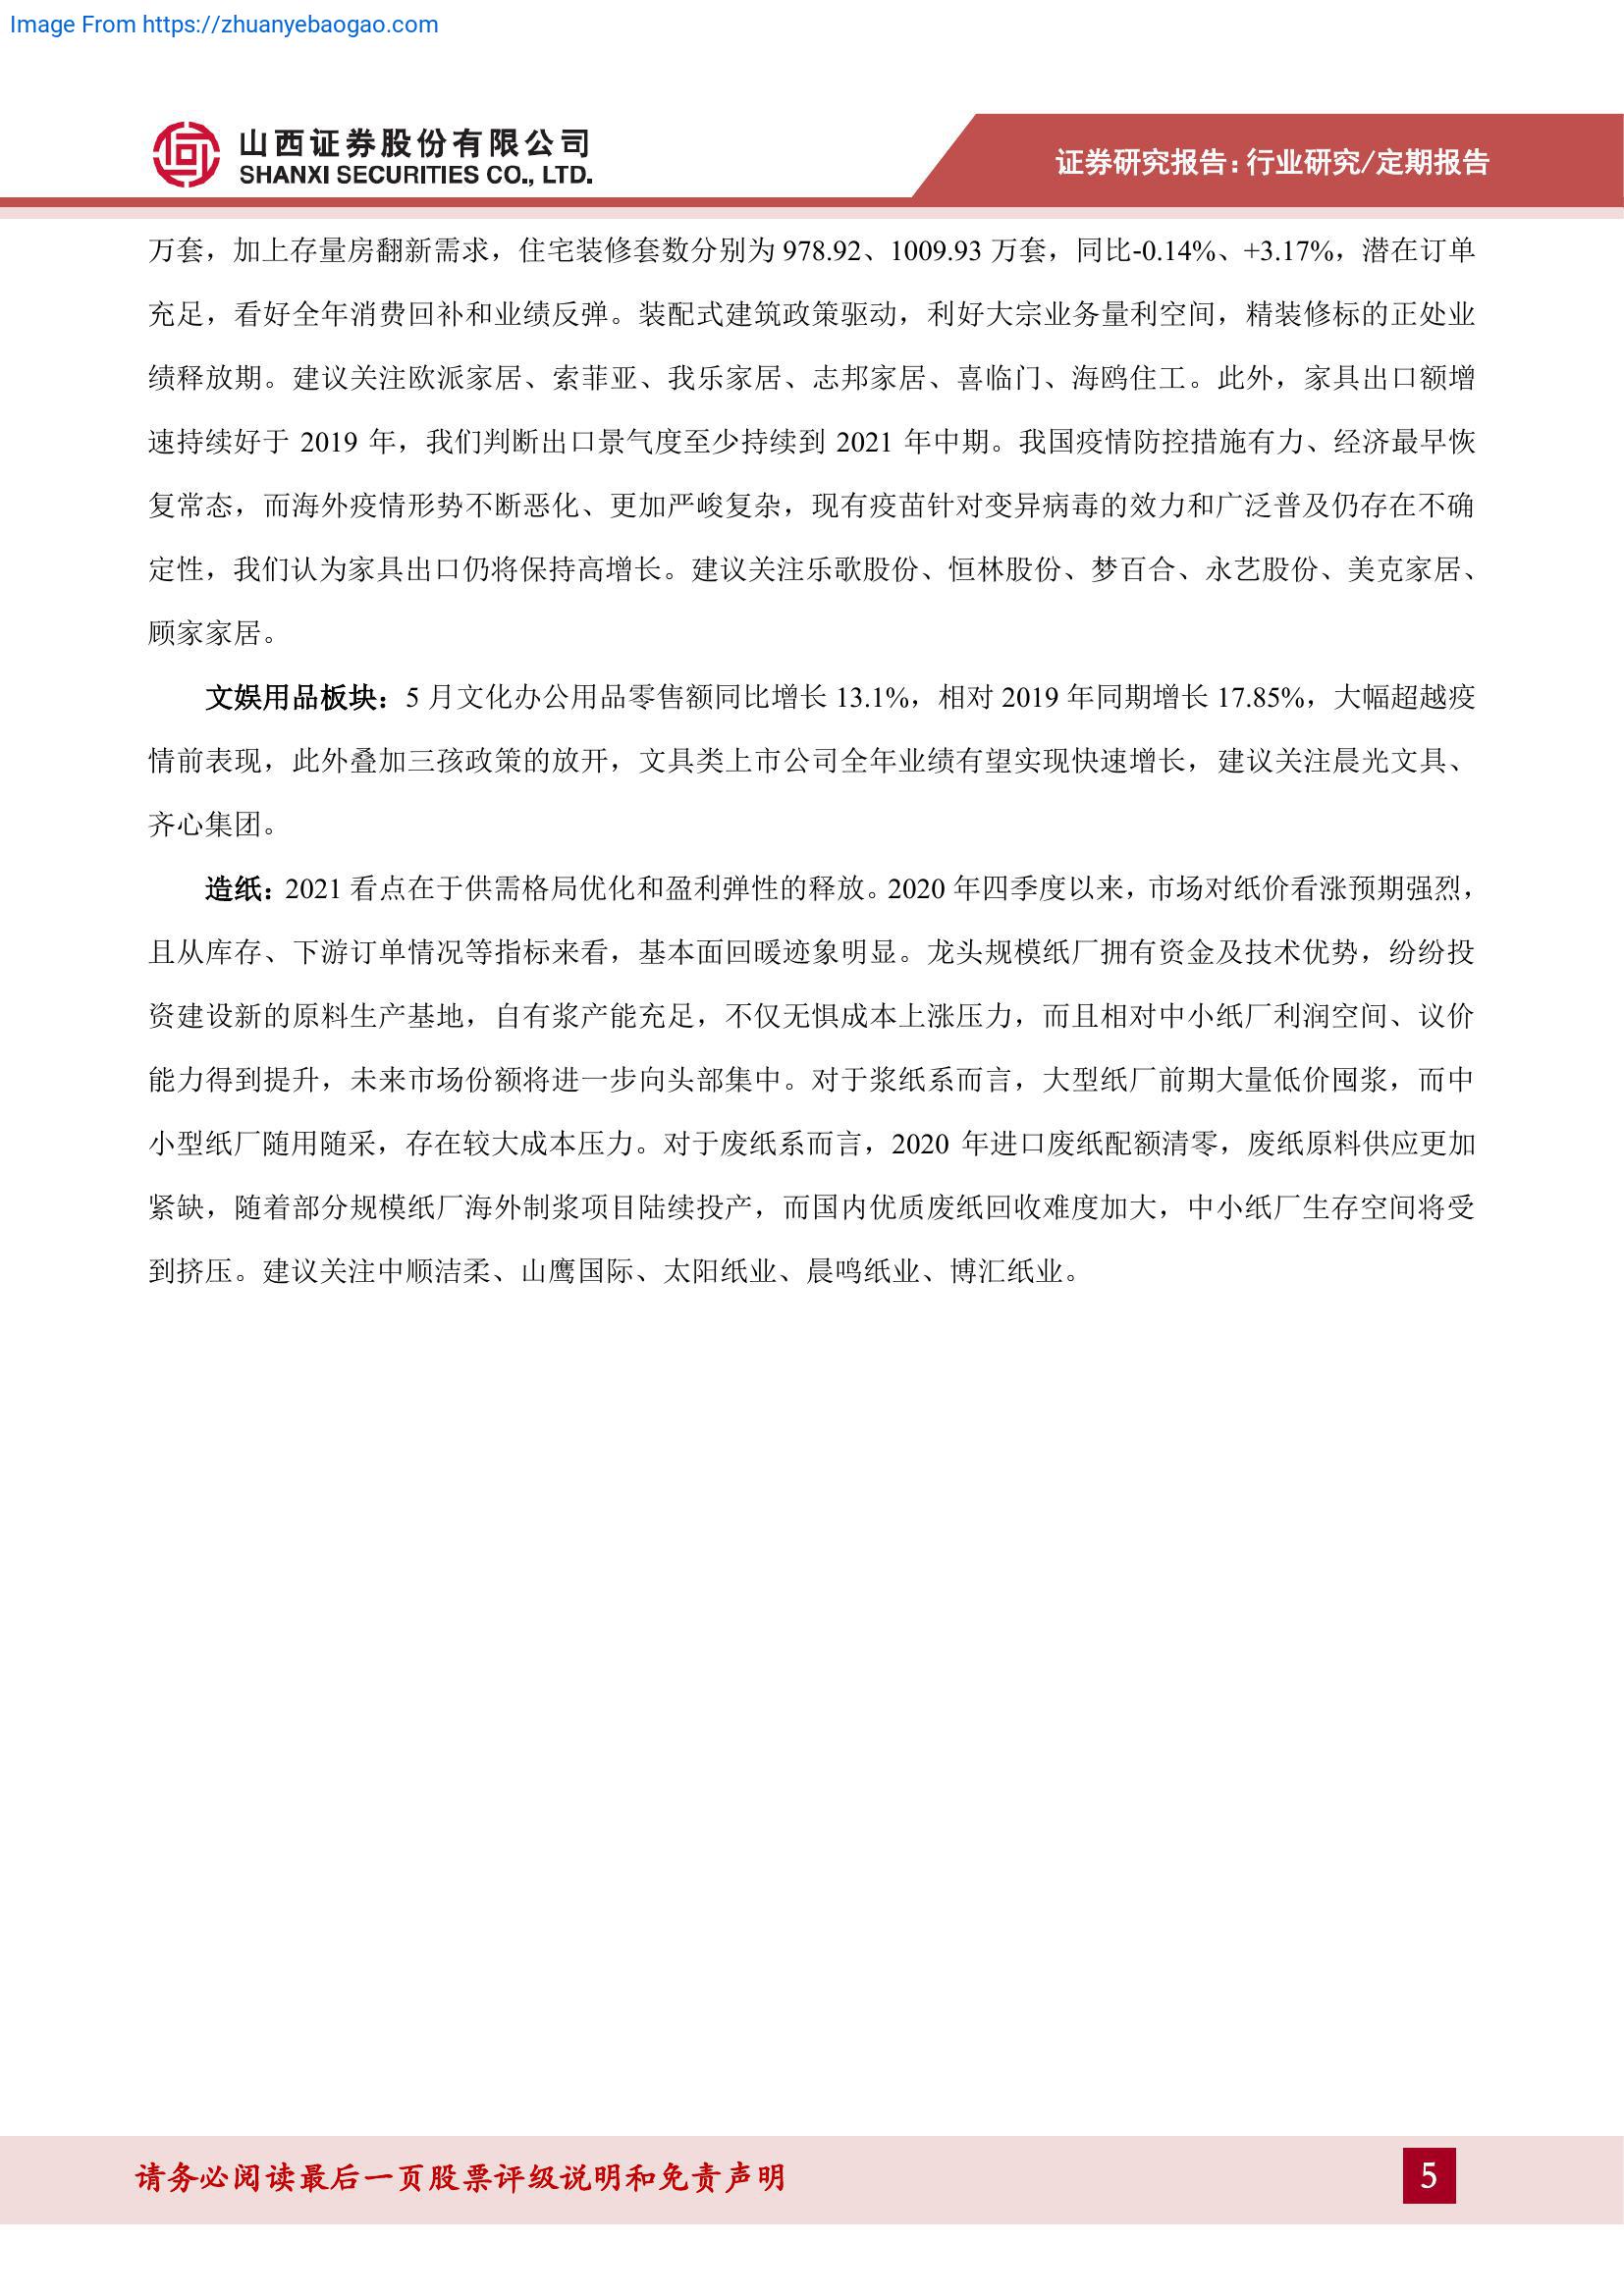 Image From https://zhuanyebaogao.com
山西证券股份有限公司
SHANXI SECURITIES CO., LTD.
证券研究报告：行业研究/定期报告
万套，加上存量房翻新需求，住宅装修套数分别为 978.92、1009.93 万套，同比-0.14%、+3.17%，潜在订单
充足，看好全年消费回补和业绩反弹。装配式建筑政策驱动，利好大宗业务量利空间，精装修标的正处业
绩释放期。建议关注欧派家居、索菲亚、我乐家居、志邦家居、喜临门、海鸥住工。此外，家具出口额增
速持续好于 2019 年，我们判断出口景气度至少持续到 2021 年中期。我国疫情防控措施有力、经济最早恢
复常态，而海外疫情形势不断恶化、更加严峻复杂，现有疫苗针对变异病毒的效力和广泛普及仍存在不确
定性，我们认为家具出口仍将保持高增长。建议关注乐歌股份、恒林股份、梦百合、永艺股份、美克家居、
顾家家居。
文娱用品板块：5 月文化办公用品零售额同比增长 13.1%，相对 2019 年同期增长 17.85%，大幅超越疫
情前表现，此外叠加三孩政策的放开，文具类上市公司全年业绩有望实现快速增长，建议关注晨光文具、
齐心集团。
造纸：2021 看点在于供需格局优化和盈利弹性的释放。2020 年四季度以来，市场对纸价看涨预期强烈，
且从库存、下游订单情况等指标来看，基本面回暖迹象明显。龙头规模纸厂拥有资金及技术优势，纷纷投
资建设新的原料生产基地，自有浆产能充足，不仅无惧成本上涨压力，而且相对中小纸厂利润空间、议价
能力得到提升，未来市场份额将进一步向头部集中。对于浆纸系而言，大型纸厂前期大量低价囤浆，而中
小型纸厂随用随采，存在较大成本压力。对于废纸系而言，2020 年进口废纸配额清零，废纸原料供应更加
紧缺，随着部分规模纸厂海外制浆项目陆续投产，而国内优质废纸回收难度加大，中小纸厂生存空间将受
到挤压。建议关注中顺洁柔、山鹰国际、太阳纸业、晨鸣纸业、博汇纸业。
请务必阅读最后一页股票评级说明和免责声明
5